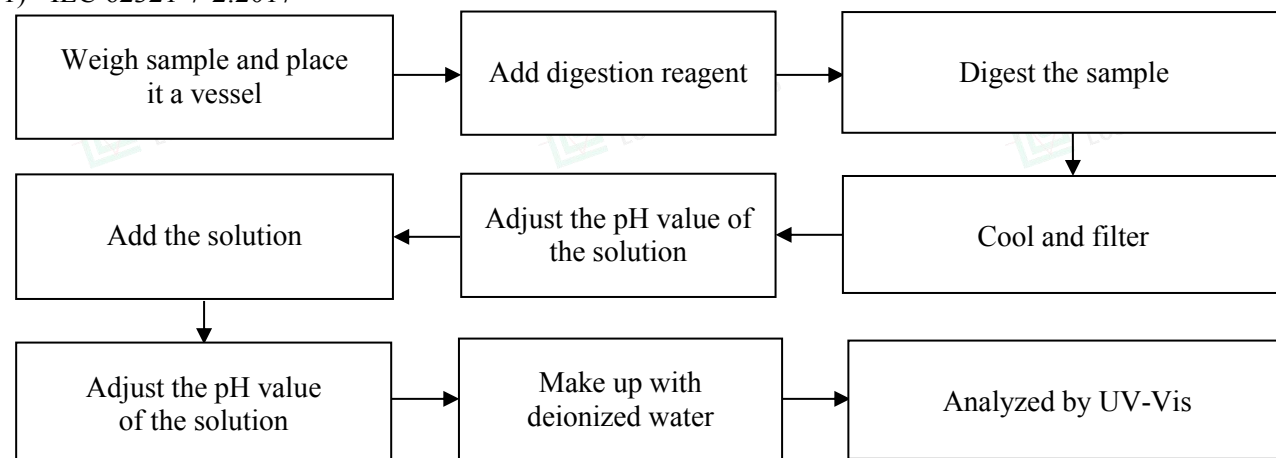 Weigh sample and place
it a vessel
Add digestion reagent
Digest the sample
Cool and filter
Adjust the pH value of
the solution
Add the solution
Adjust the pH value
of the solution
Make up with
deionized water
Analyzed by UV-Vis